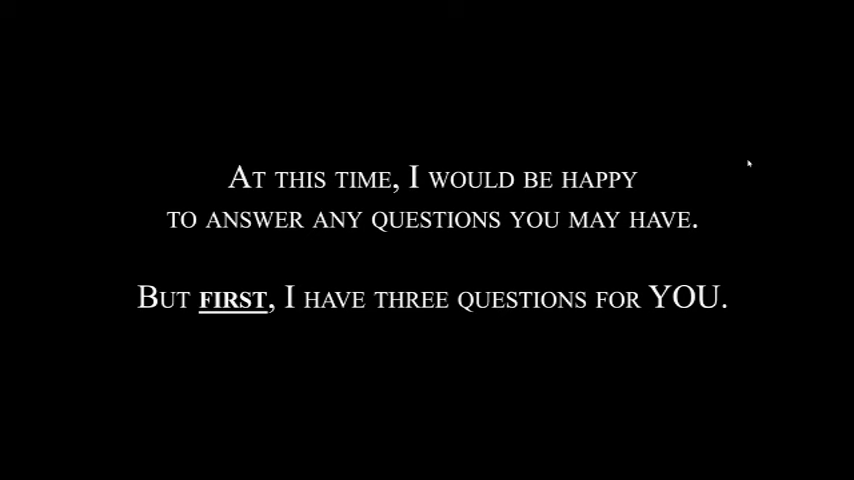 At this time, I would be happy
to answer any questions you may have.
But first, I have three questions for YOU.